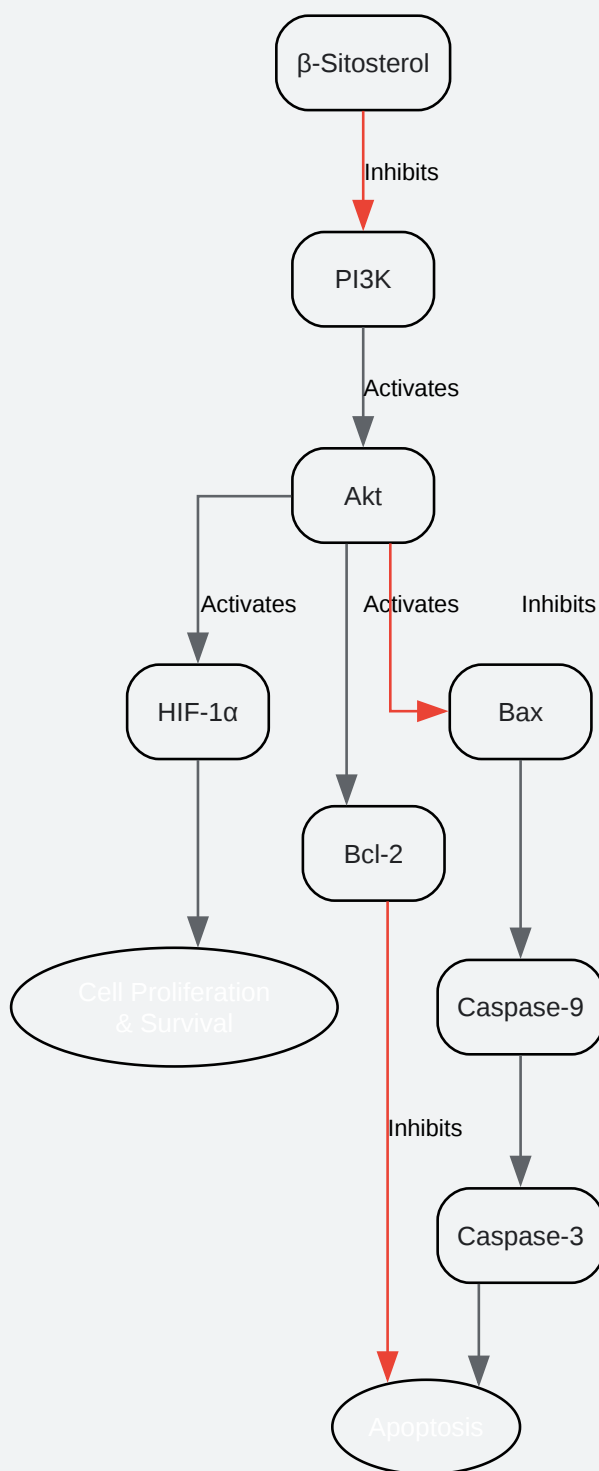 β-Sitosterol
Inhibits
PI3K
Activates
Akt
Activates
Activates
Inhibits
HIF-1α
Bax
Bcl-2
Cell Proliferation
& Survival
Caspase-9
Inhibits
Caspase-3
Apoptosis